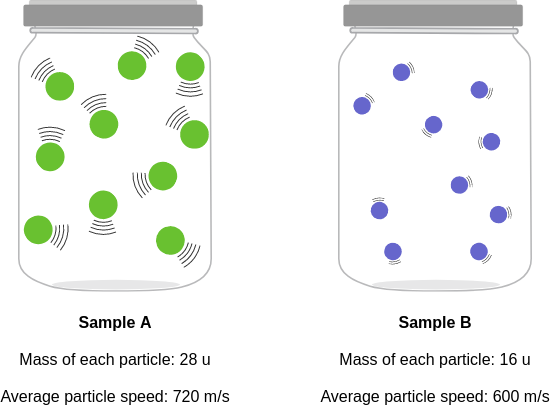 Sample A
Sample B
Mass of each particle: 28 u
Mass of each particle: 16 u
Average particle speed: 720 m/s
Average particle speed: 600 m/s